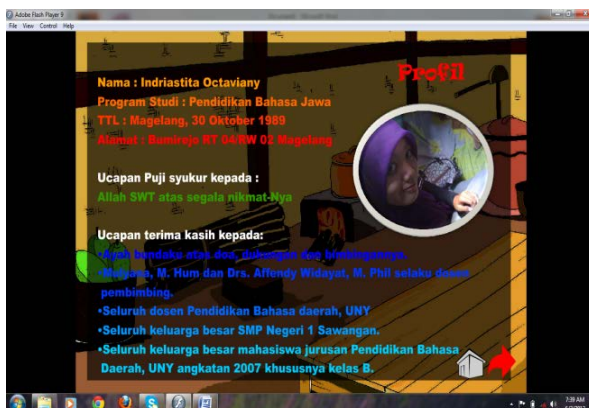 Adobe Flash Player 9
File View Control Help
Profil
Nama : Indriastita Octaviany
Program Studi : Pendidikan Bahasa Jawa
TTL : Magelang, 30 Oktober 1989
Alamat : Bamireja RT 04/RW 02 Magelang
Ucapan Puji syukur kepada :
Allah SWT atas segala nikmat-Nya
Ucapan terima kasih kepada:
•Ayah bundaku atas doa, dukungan dan bimbingannya.
•Mulyana, M. Hum dan Drs. Affendy Widayat, M. Phil selaku dosen
pembimbing.
•Seluruh dosen Pendidikan Bahasa daerah, UNY
•Seluruh keluarga besar SMP Negeri 1 Sawangan.
•Seluruh keluarga besar mahasiswa jurusan Pendidikan Bahasa
Daerah, UNY angkatan 2007 khususnya kelas B.
7:39 AM